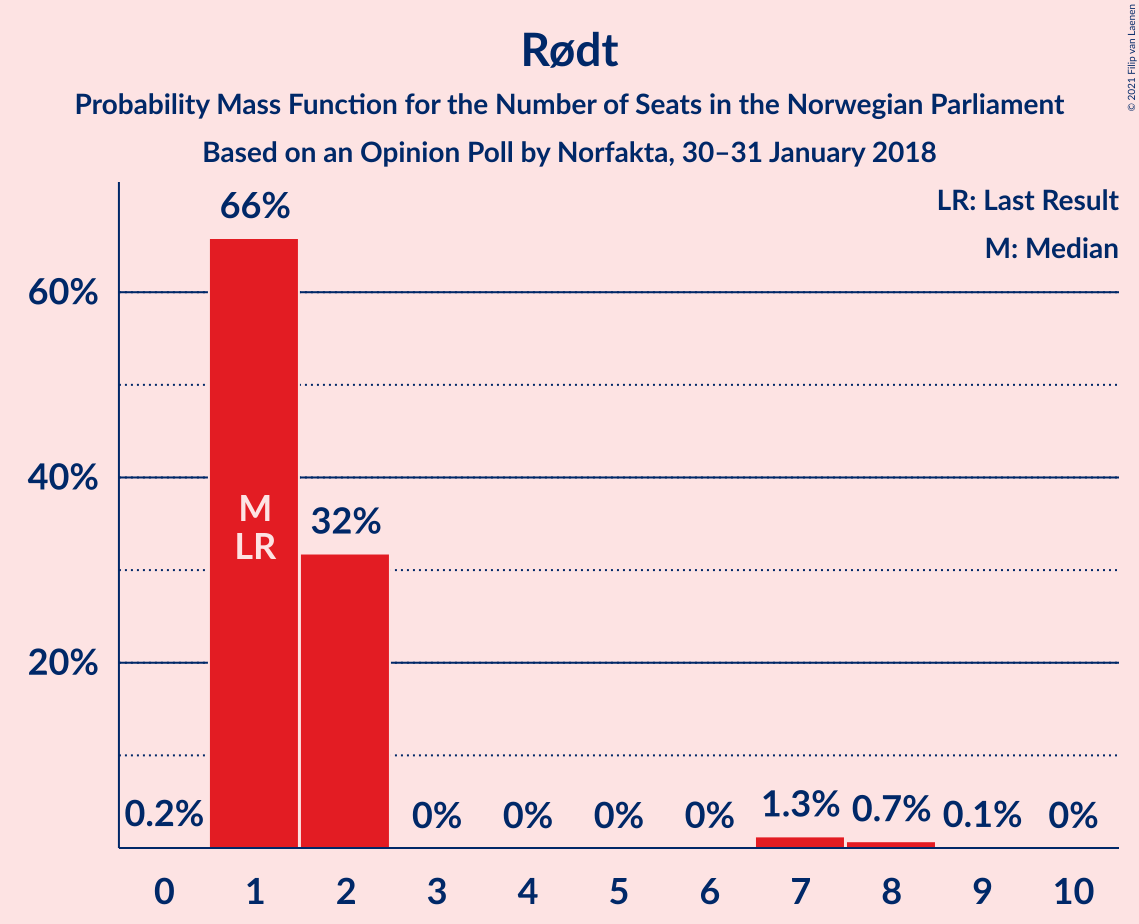 Rødt
Probability Mass Function for the Number of Seats in the Norwegian Parliament
Based on an Opinion Poll by Norfakta, 30–31 January 2018
© 2021 Filip van Laenen
LR: Last Result
M: Median
66%
60%
40%
M
LR
32%
20%
0.2%
0%
0%
0%
0%
1.3%
0.7%
0.1%
0%
0 1 2 3 4 5 6 7 8 9 10